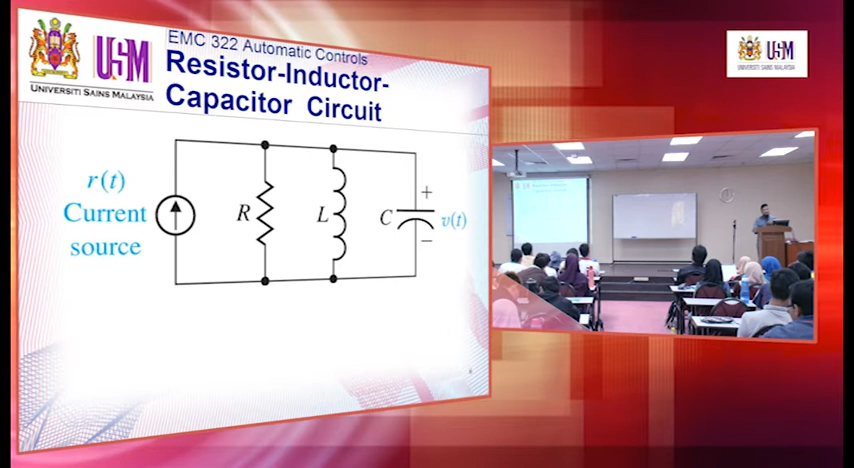 USM
UNIVERSITI SAINS MALAYSIA
EMC 322 Automatic Controls
Resistor-Inductor-
Capacitor Circuit
r(t)
Current
source
R
L
C
+
v(t)
−
USM
UNIVERSITI SAINS MALAYSIA